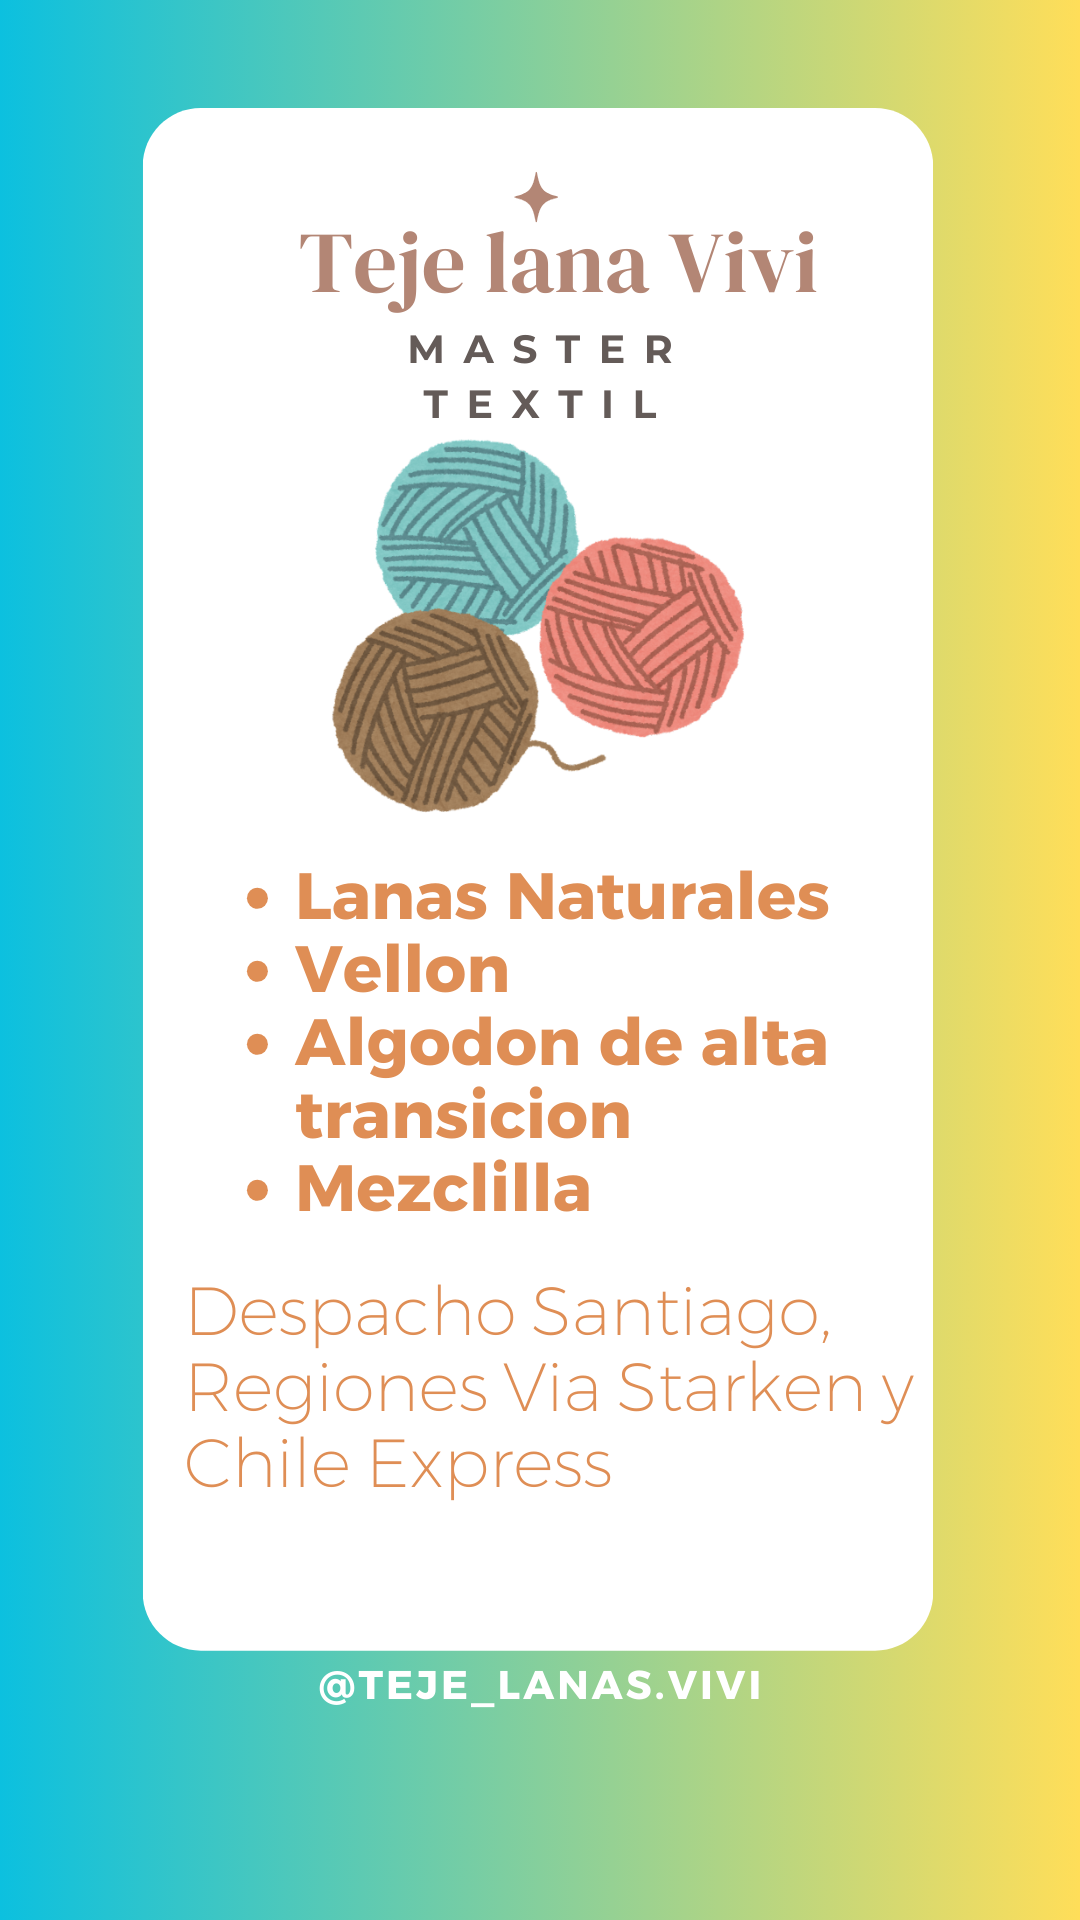 Teje lana Vivi
MASTER
TEXTIL
• Lanas Naturales
• Vellon
• Algodon de alta
transicion
• Mezclilla
Despacho Santiago,
Regiones Via Starken y
Chile Express
@TEJE_LANAS.VIVI